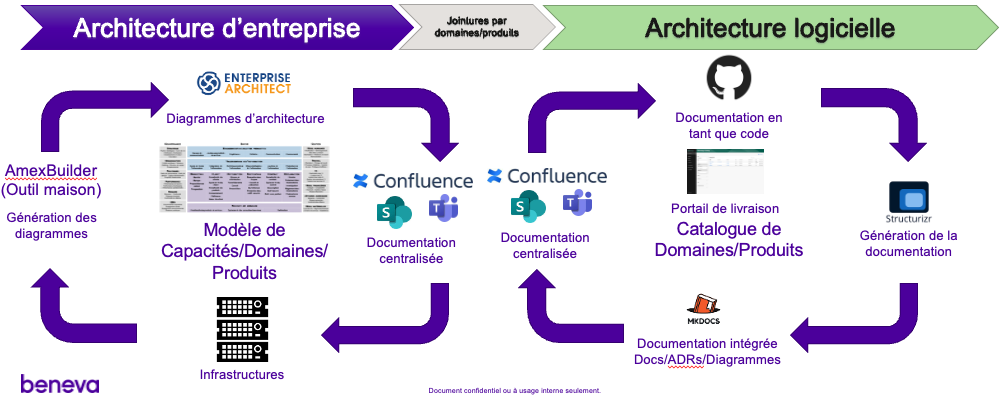 Architecture d'entreprise
Jointures par
domaines/produits
Architecture logicielle
ENTERPRISE
ARCHITECT
Diagrammes d'architecture
AmexBuilder
(Outil maison)
Génération des
diagrammes
Modèle de
Capacités/Domaines/
Produits
Infrastructures
Confluence
S
T
Documentation
centralisée
Confluence
S
T
Documentation
centralisée
Documentation en
tant que code
Portail de livraison
Catalogue de
Domaines/Produits
Structurizr
Génération de la
documentation
MKDOCS
Documentation intégrée
Docs/ADRs/Diagrammes
beneva
Document confidentiel ou à usage interne seulement.